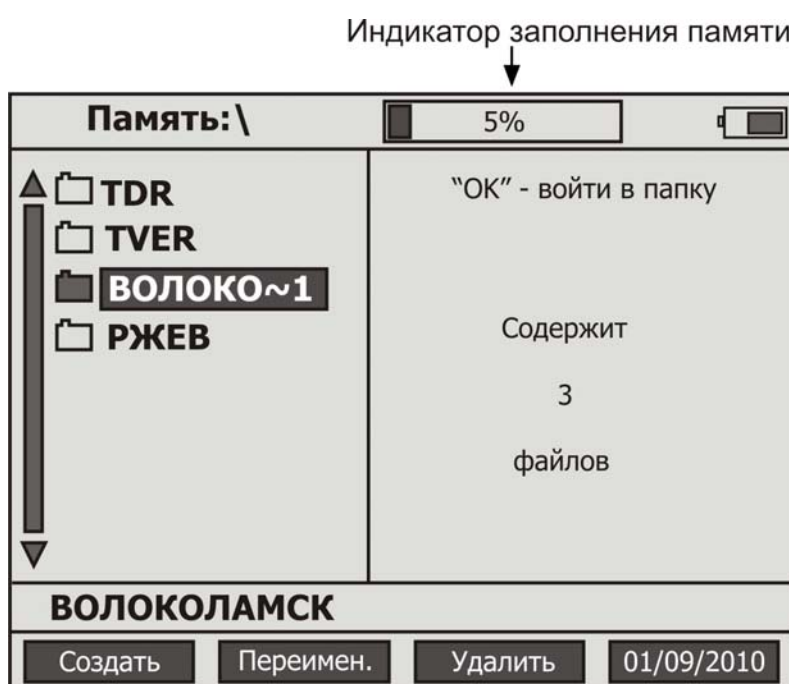 Индикатор заполнения памяти
Память:\
5%
TDR
TVER
ВОЛОКО~1
РЖЕВ
"OK" - войти в папку
Содержит
3
файлов
ВОЛОКОЛАМСК
Создать Переимен. Удалить 01/09/2010